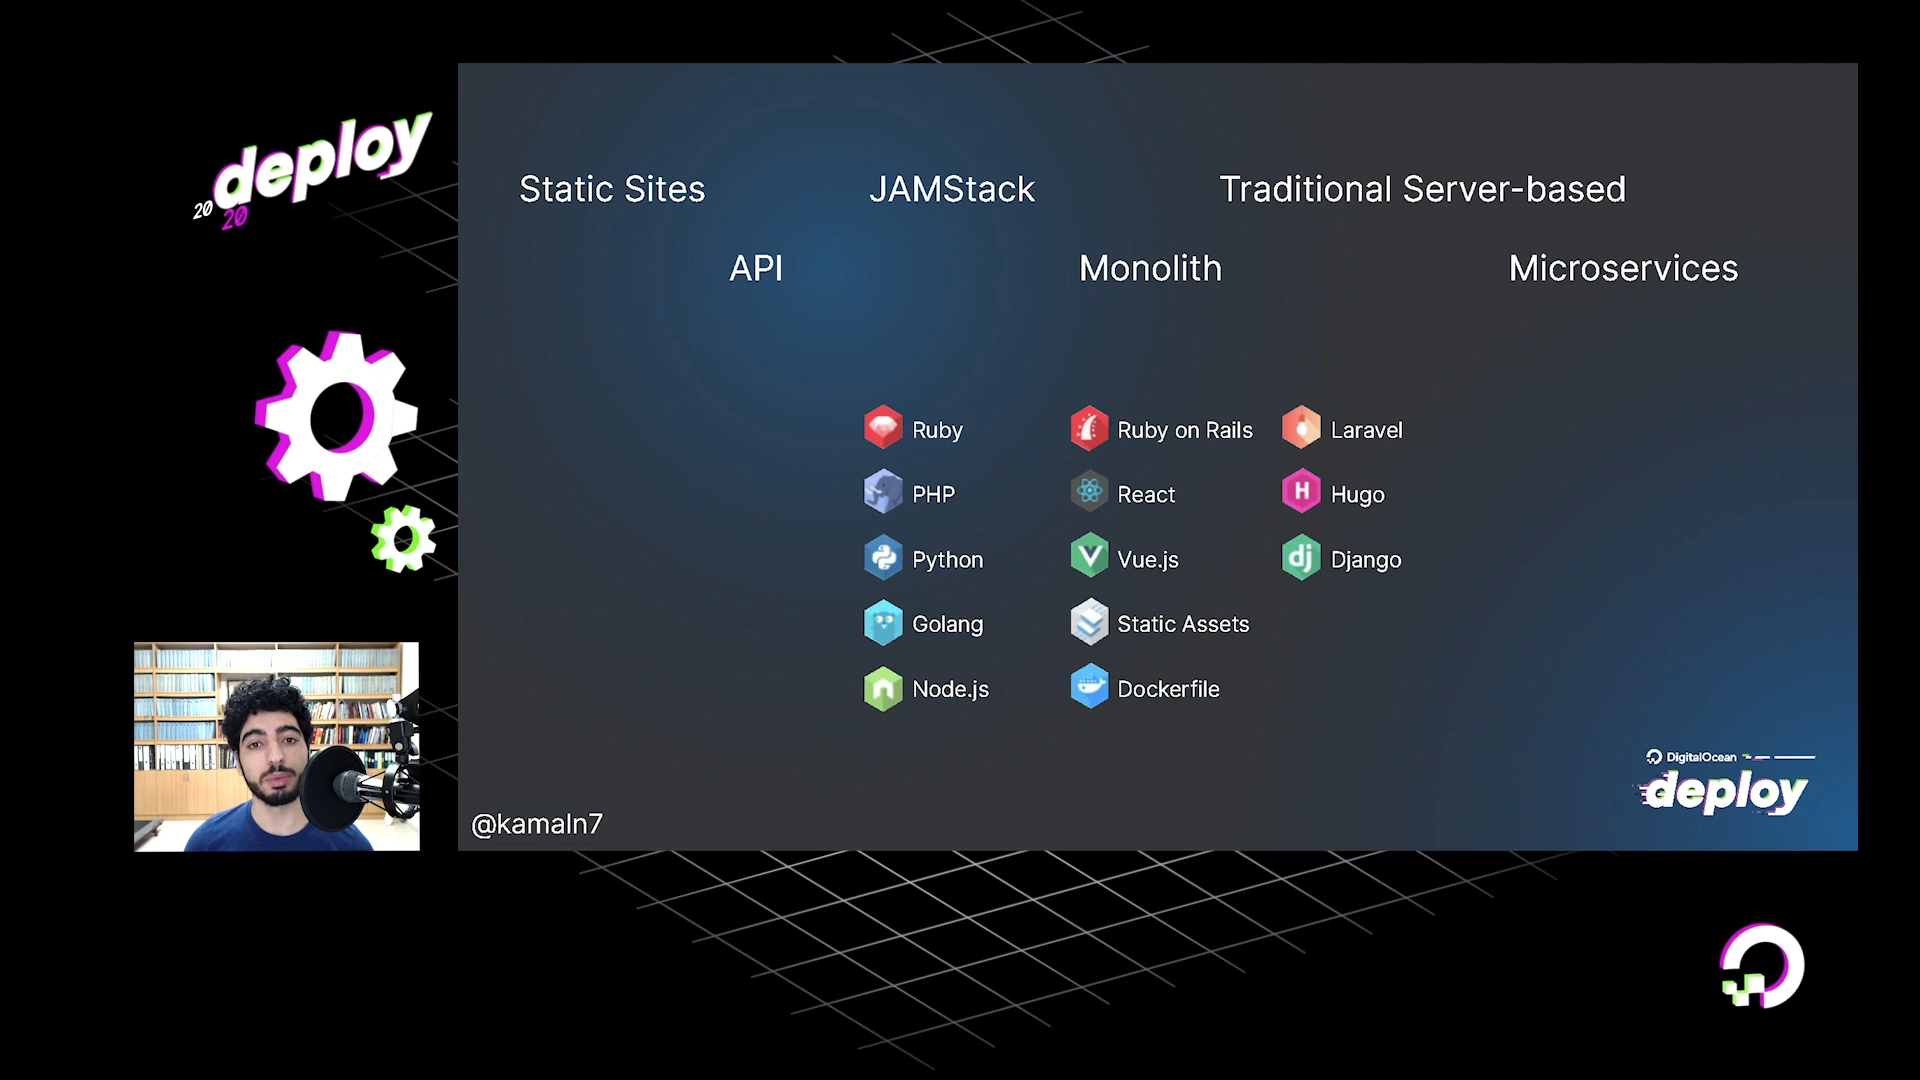 deploy
20
20
Static Sites JAMStack Traditional Server-based
API Monolith Microservices
Ruby Ruby on Rails Laravel
PHP React H Hugo
Python Vue.js dj Django
Golang Static Assets
Node.js Dockerfile
DigitalOcean
deploy
@kamaln7